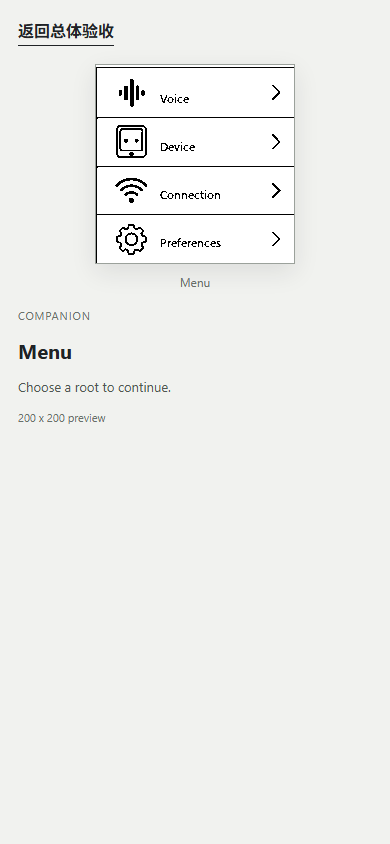 返回总体验收
Voice
Device
Connection
Preferences
Menu
COMPANION
Menu
Choose a root to continue.
200 x 200 preview